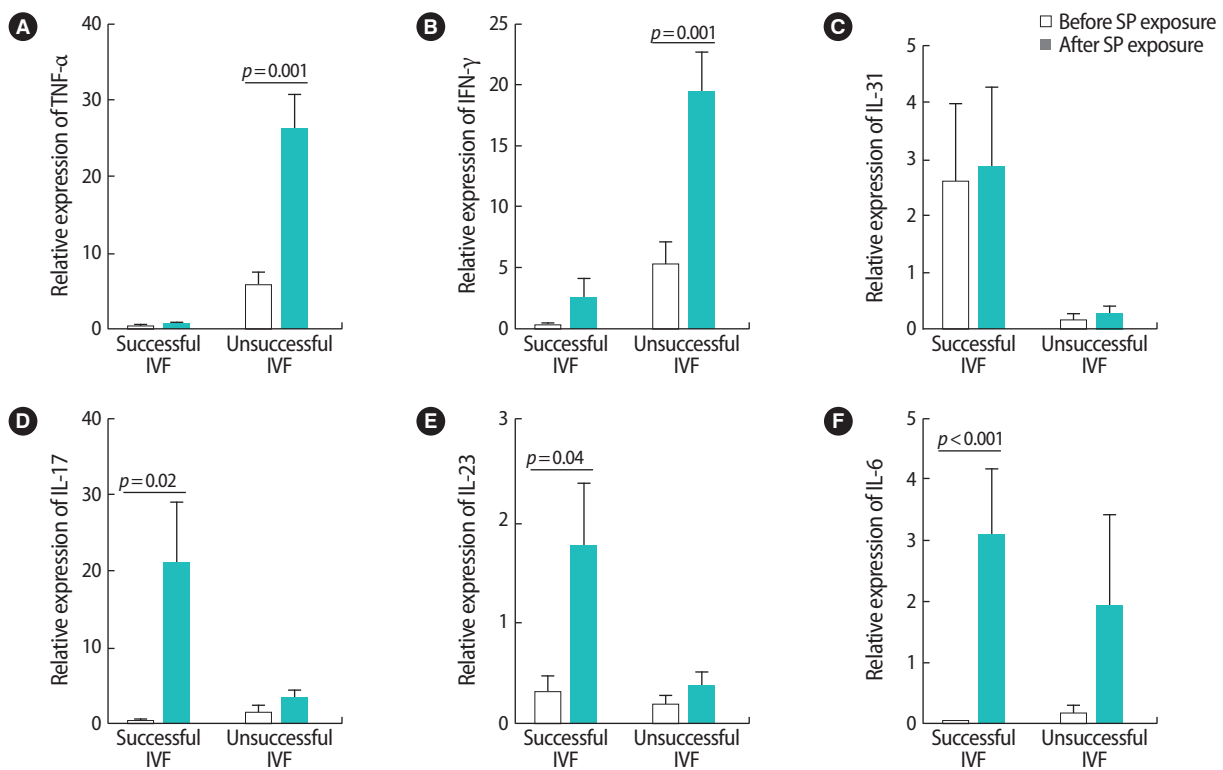 A
Relative expression of TNF-α
40
30
20
10
0
p=0.001
Successful
IVF
Unsuccessful
IVF
B
Relative expression of IFN-γ
25
20
15
10
5
0
p=0.001
Successful
IVF
Unsuccessful
IVF
C
Before SP exposure
After SP exposure
Relative expression of IL-31
5
4
3
2
1
0
Successful
IVF
Unsuccessful
IVF
D
Relative expression of IL-17
40
30
20
10
0
p=0.02
Successful
IVF
Unsuccessful
IVF
E
Relative expression of IL-23
3
2
1
0
p=0.04
Successful
IVF
Unsuccessful
IVF
F
Relative expression of IL-6
5
4
3
2
1
0
p<0.001
Successful
IVF
Unsuccessful
IVF